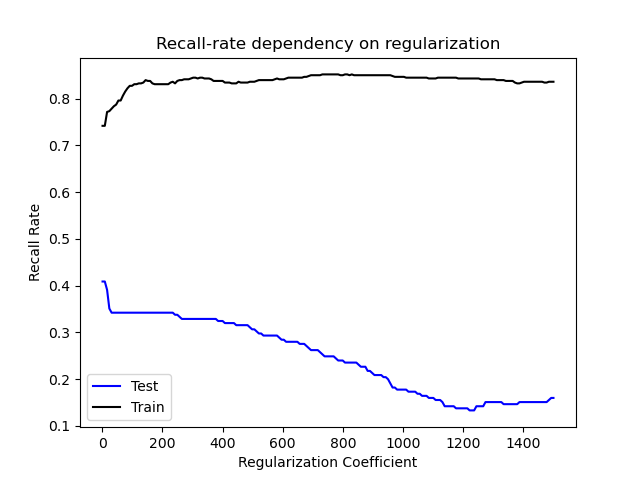 Recall-rate dependency on regularization
Recall Rate
0.8
0.7
0.6
0.5
0.4
0.3
0.2
0.1
Test
Train
0 200 400 600 800 1000 1200 1400
Regularization Coefficient